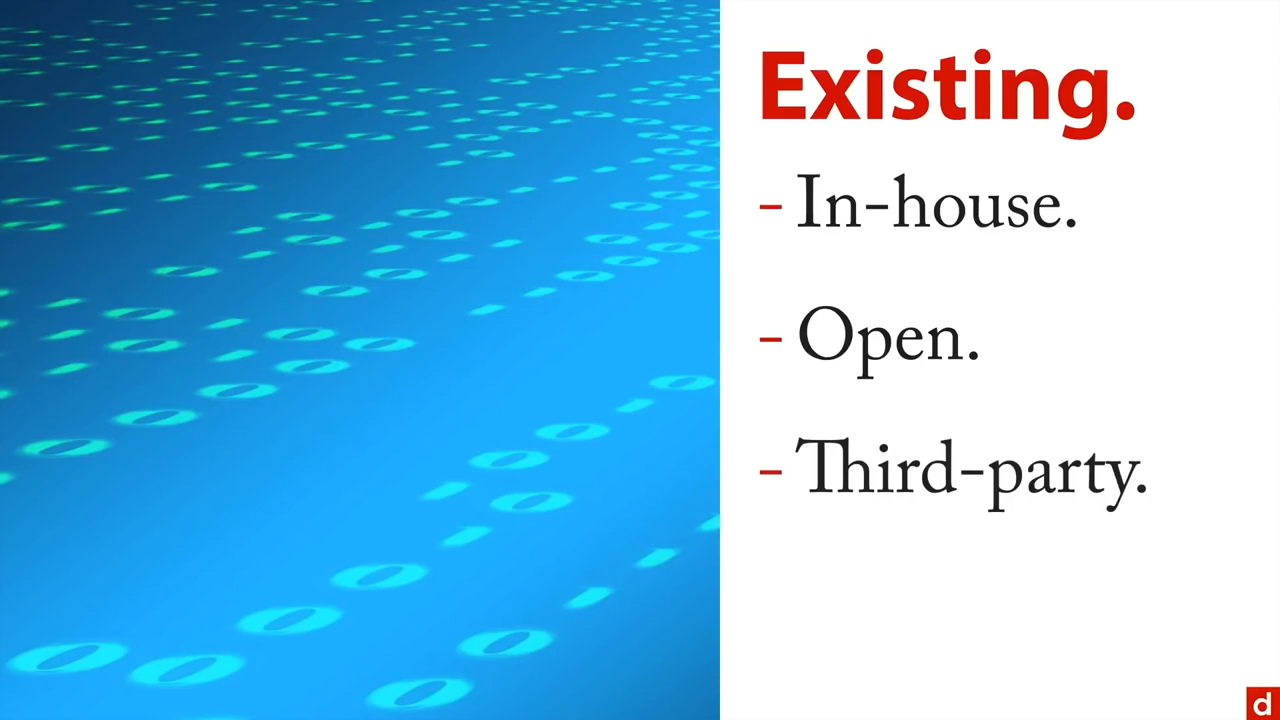 Existing.
- In-house.
- Open.
- Third-party.
d